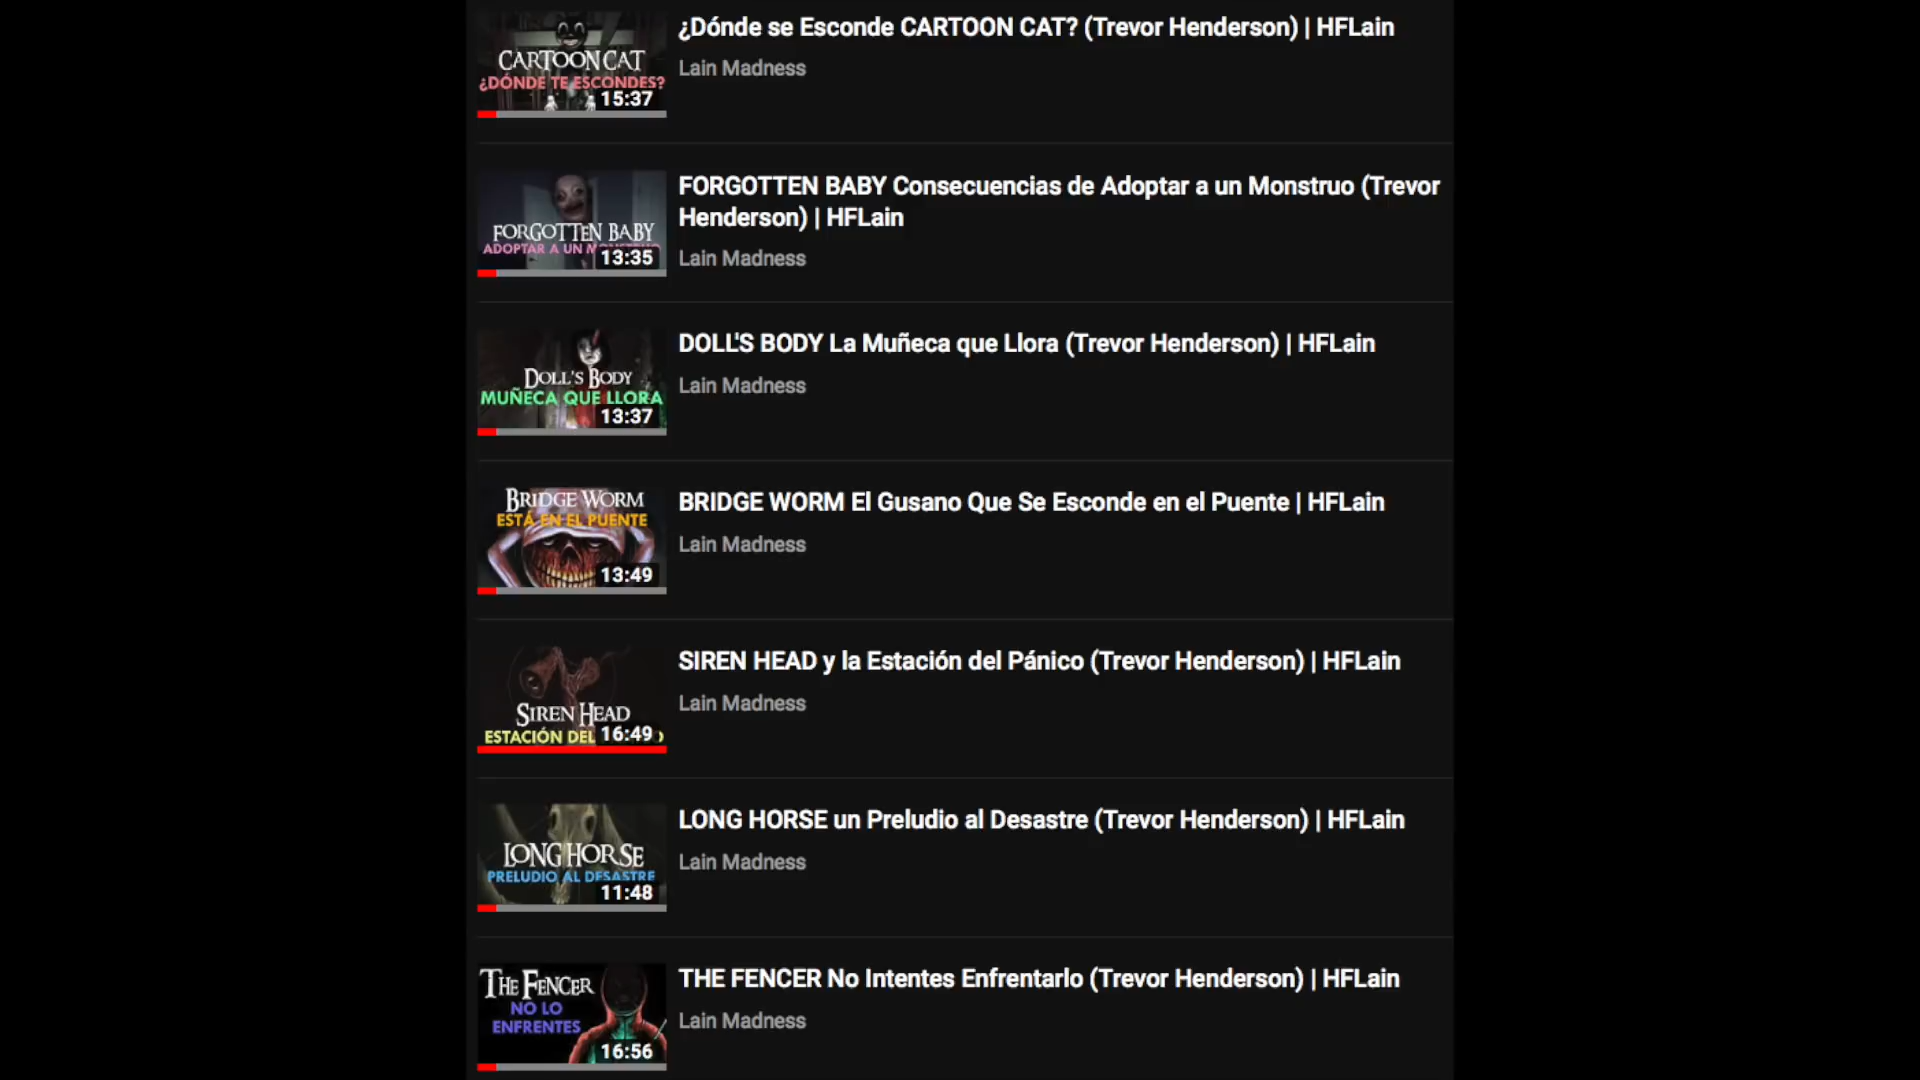 CARTOON CAT
¿DÓNDE TE ESCONDES?
15:37
¿Dónde se Esconde CARTOON CAT? (Trevor Henderson) | HFLain
Lain Madness
FORGOTTEN BABY
ADOPTAR A UN
13:35
FORGOTTEN BABY Consecuencias de Adoptar a un Monstruo (Trevor
Henderson) | HFLain
Lain Madness
DOLL'S BODY
MUÑECA QUE LLORA
13:37
DOLL'S BODY La Muñeca que Llora (Trevor Henderson) | HFLain
Lain Madness
BRIDGE WORM
ESTÁ EN EL PUENTE
13:49
BRIDGE WORM El Gusano Que Se Esconde en el Puente | HFLain
Lain Madness
SIREN HEAD
ESTACIÓN DEL
16:49
SIREN HEAD y la Estación del Pánico (Trevor Henderson) | HFLain
Lain Madness
LONG HORSE
PRELUDIO AL DESASTRE
11:48
LONG HORSE un Preludio al Desastre (Trevor Henderson) | HFLain
Lain Madness
THE FENCER
NO LO
ENFRENTES
16:56
THE FENCER No Intentes Enfrentarlo (Trevor Henderson) | HFLain
Lain Madness